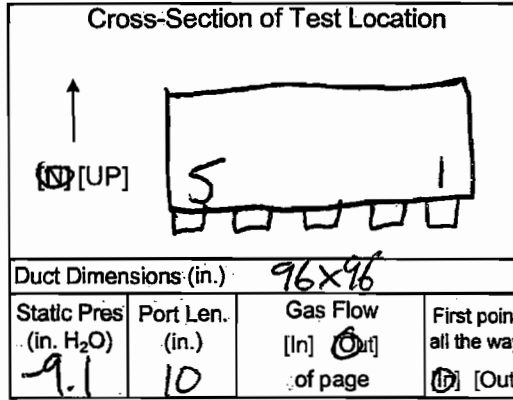 Cross-Section of Test Location
[N] [UP]
5 1
Duct Dimensions (in.) 96x96
Static Pres Port Len. Gas Flow First poin
(in. H₂O) (in.) [In] [Out] all the way
-9.1 10 of page [In] [Out